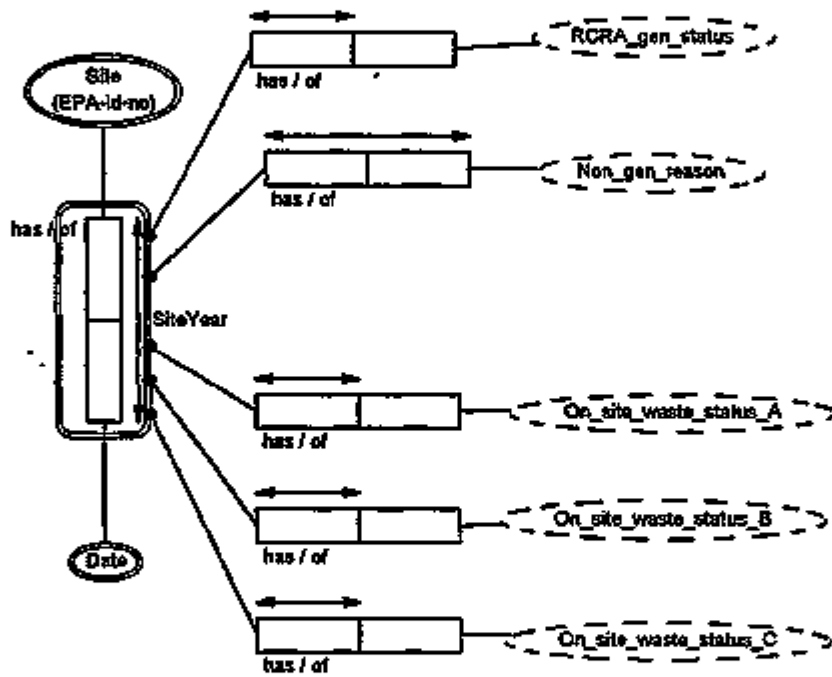 RCRA_gen_status
has / of
Site
(EPA-id-no)
Non_gen_reason
has / of
has / of
SiteYear
On_site_waste_status_A
has / of
On_site_waste_status_B
has / of
Date
On_site_waste_status_C
has / of